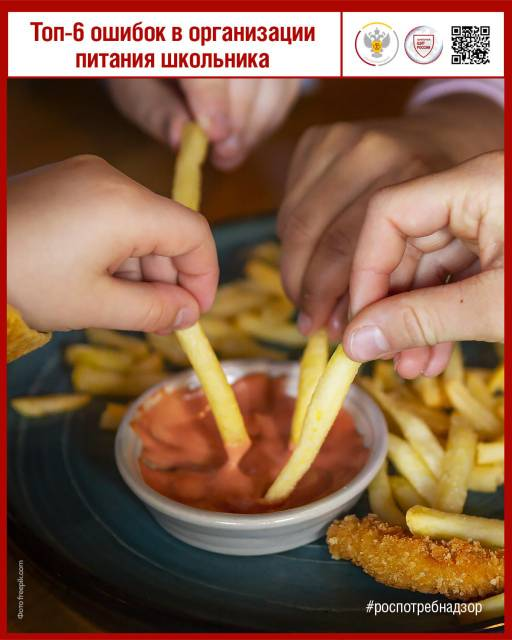 Топ-6 ошибок в организации
питания школьника
Фото freepik.com
#роспотребнадзор